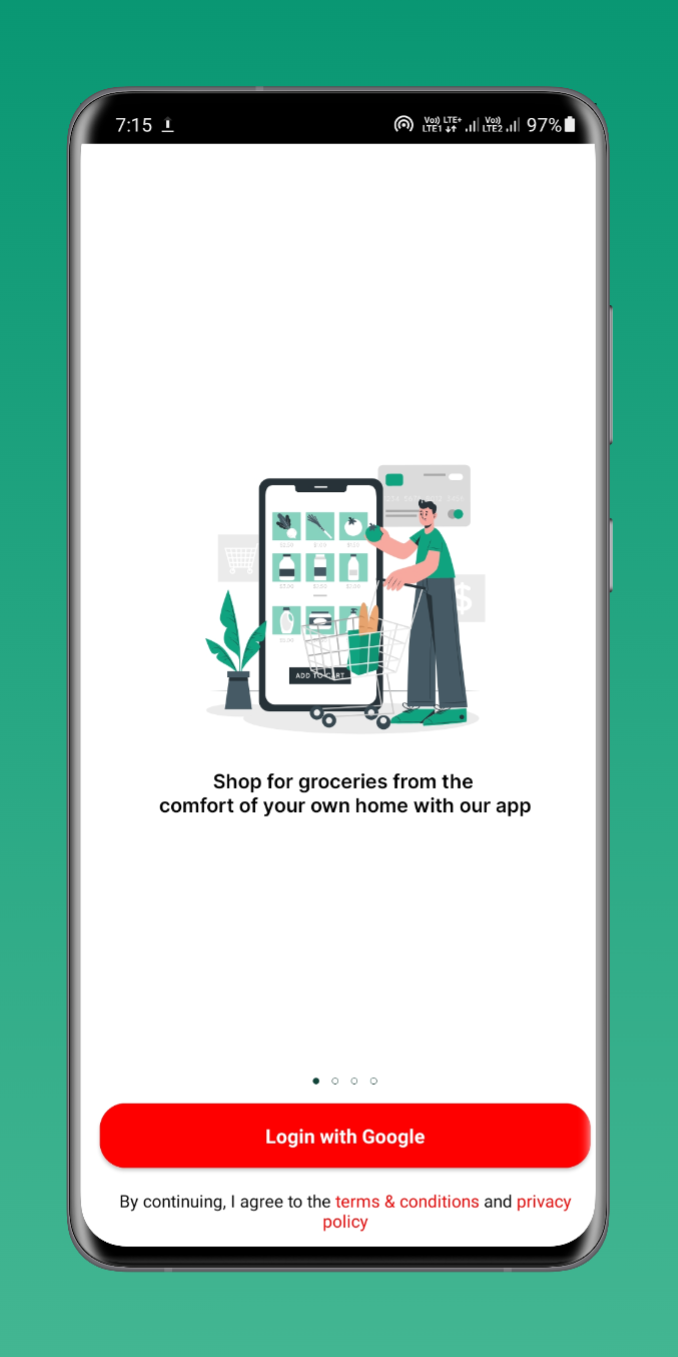 7:15
Vo)) LTE+ Vo))
LTE1 LTE2 97%
ADD TO CART
Shop for groceries from the
comfort of your own home with our app
Login with Google
By continuing, I agree to the terms & conditions and privacy
policy